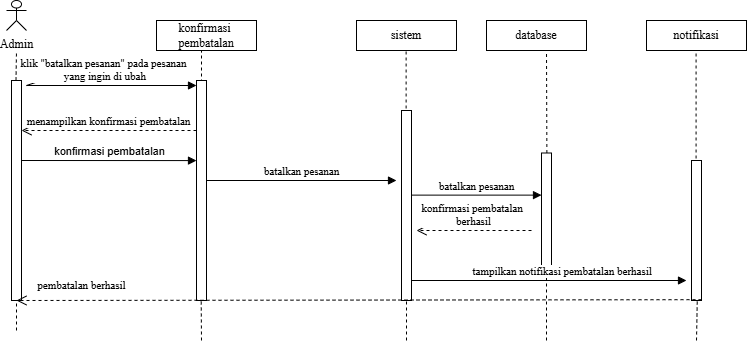 Admin
konfirmasi
pembatalan
sistem
database
notifikasi
klik "batalkan pesanan" pada pesanan
yang ingin di ubah
menampilkan konfirmasi pembatalan
konfirmasi pembatalan
batalkan pesanan
batalkan pesanan
konfirmasi pembatalan
berhasil
tampilkan notifikasi pembatalan berhasil
pembatalan berhasil